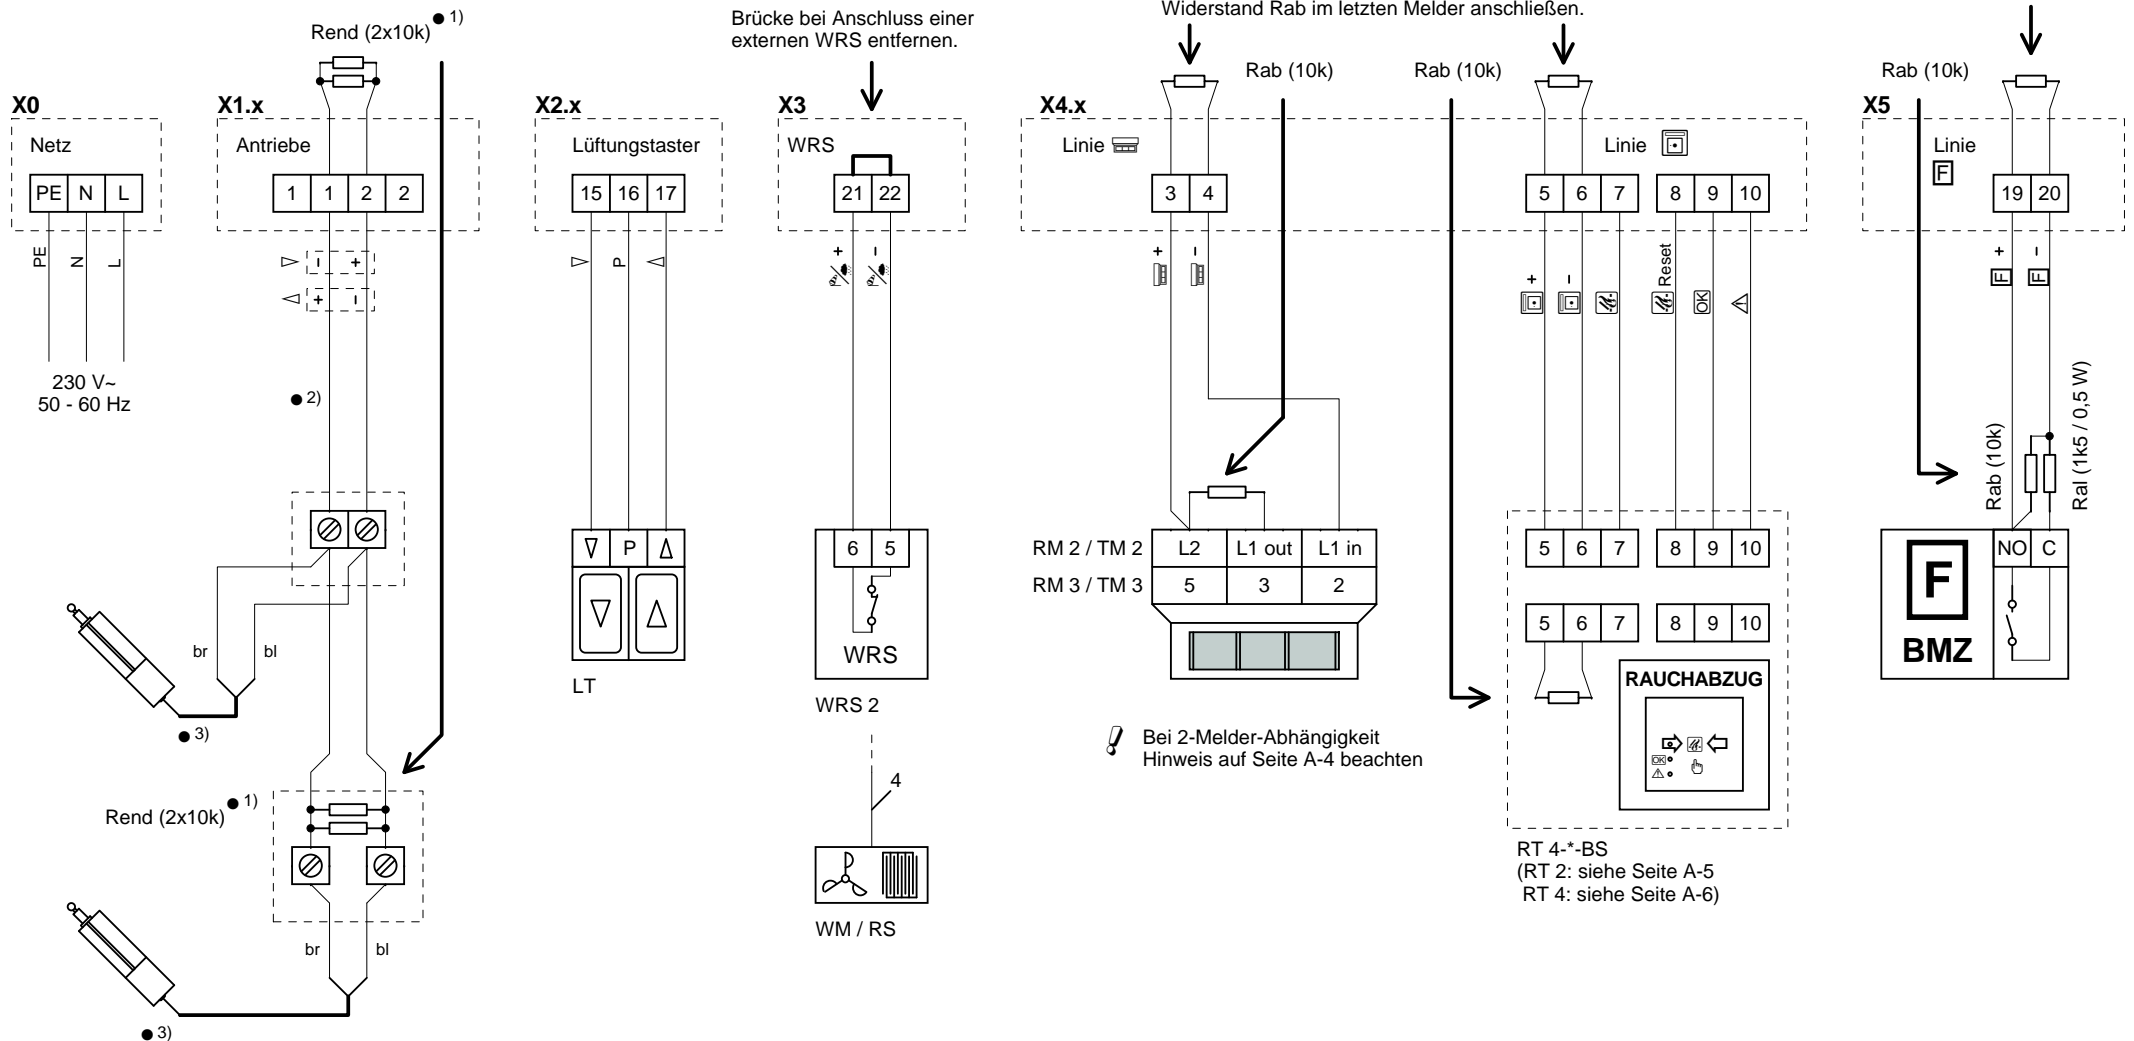 Rend (2x10k) ● 1)
Brücke bei Anschluss einer
externen WRS entfernen.
Widerstand Rab im letzten Melder anschließen.
Rab (10k)
Rab (10k)
Rab (10k)
X0
X1.x
X2.x
X3
X4.x
X5
Netz
Antriebe
Lüftungstaster
WRS
Linie
Linie
Linie
F
PE N L
1 1 2 2
15 16 17
21 22
3 4
5 6 7
8 9 10
19 20
PE
N
L
- +
+ -
P
+
-
+
-
+
-
Reset
OK
+
-
F
F
230 V~
50 - 60 Hz
● 2)
Rab (10k)
Ral (1k5 / 0,5 W)
P
6 5
WRS
RM 2 / TM 2
L2 L1 out L1 in
RM 3 / TM 3
5 3 2
5 6 7
8 9 10
5 6 7
8 9 10
NO C
F
BMZ
br
bl
● 3)
LT
WRS 2
RAUCHABZUG
OK
Bei 2-Melder-Abhängigkeit
Hinweis auf Seite A-4 beachten
4
Rend (2x10k) ● 1)
WM / RS
RT 4-*-BS
(RT 2: siehe Seite A-5
RT 4: siehe Seite A-6)
br
bl
● 3)